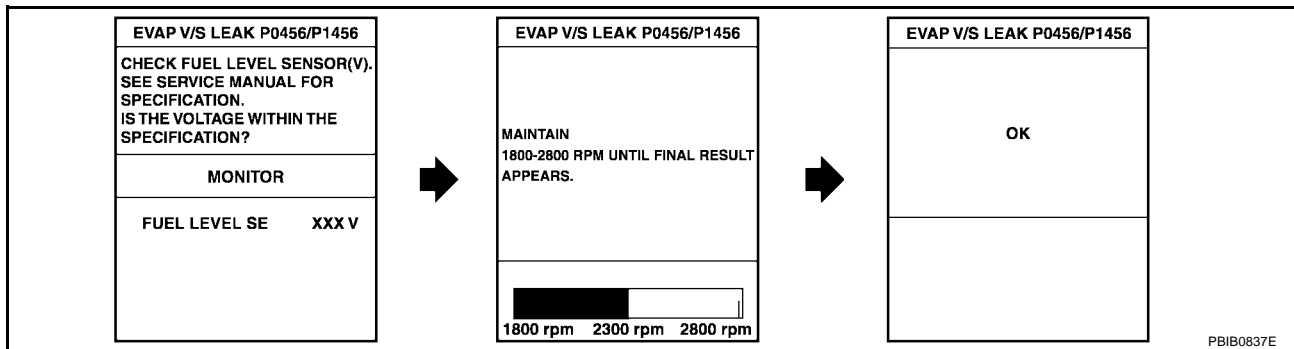 EVAP V/S LEAK P0456/P1456
CHECK FUEL LEVEL SENSOR(V).
SEE SERVICE MANUAL FOR
SPECIFICATION.
IS THE VOLTAGE WITHIN THE
SPECIFICATION?
MONITOR
FUEL LEVEL SE XXX V
EVAP V/S LEAK P0456/P1456
MAINTAIN
1800-2800 RPM UNTIL FINAL RESULT
APPEARS.
1800 rpm 2300 rpm 2800 rpm
EVAP V/S LEAK P0456/P1456
OK
PBIB0837E